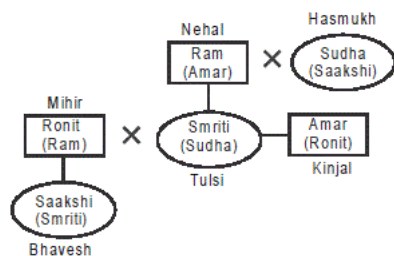 Nehal
Hasmukh
Ram
(Amar)
Sudha
(Saakshi)
Mihir
Ronit
(Ram)
Smriti
(Sudha)
Amar
(Ronit)
Tulsi
Kinjal
Saakshi
(Smriti)
Bhavesh